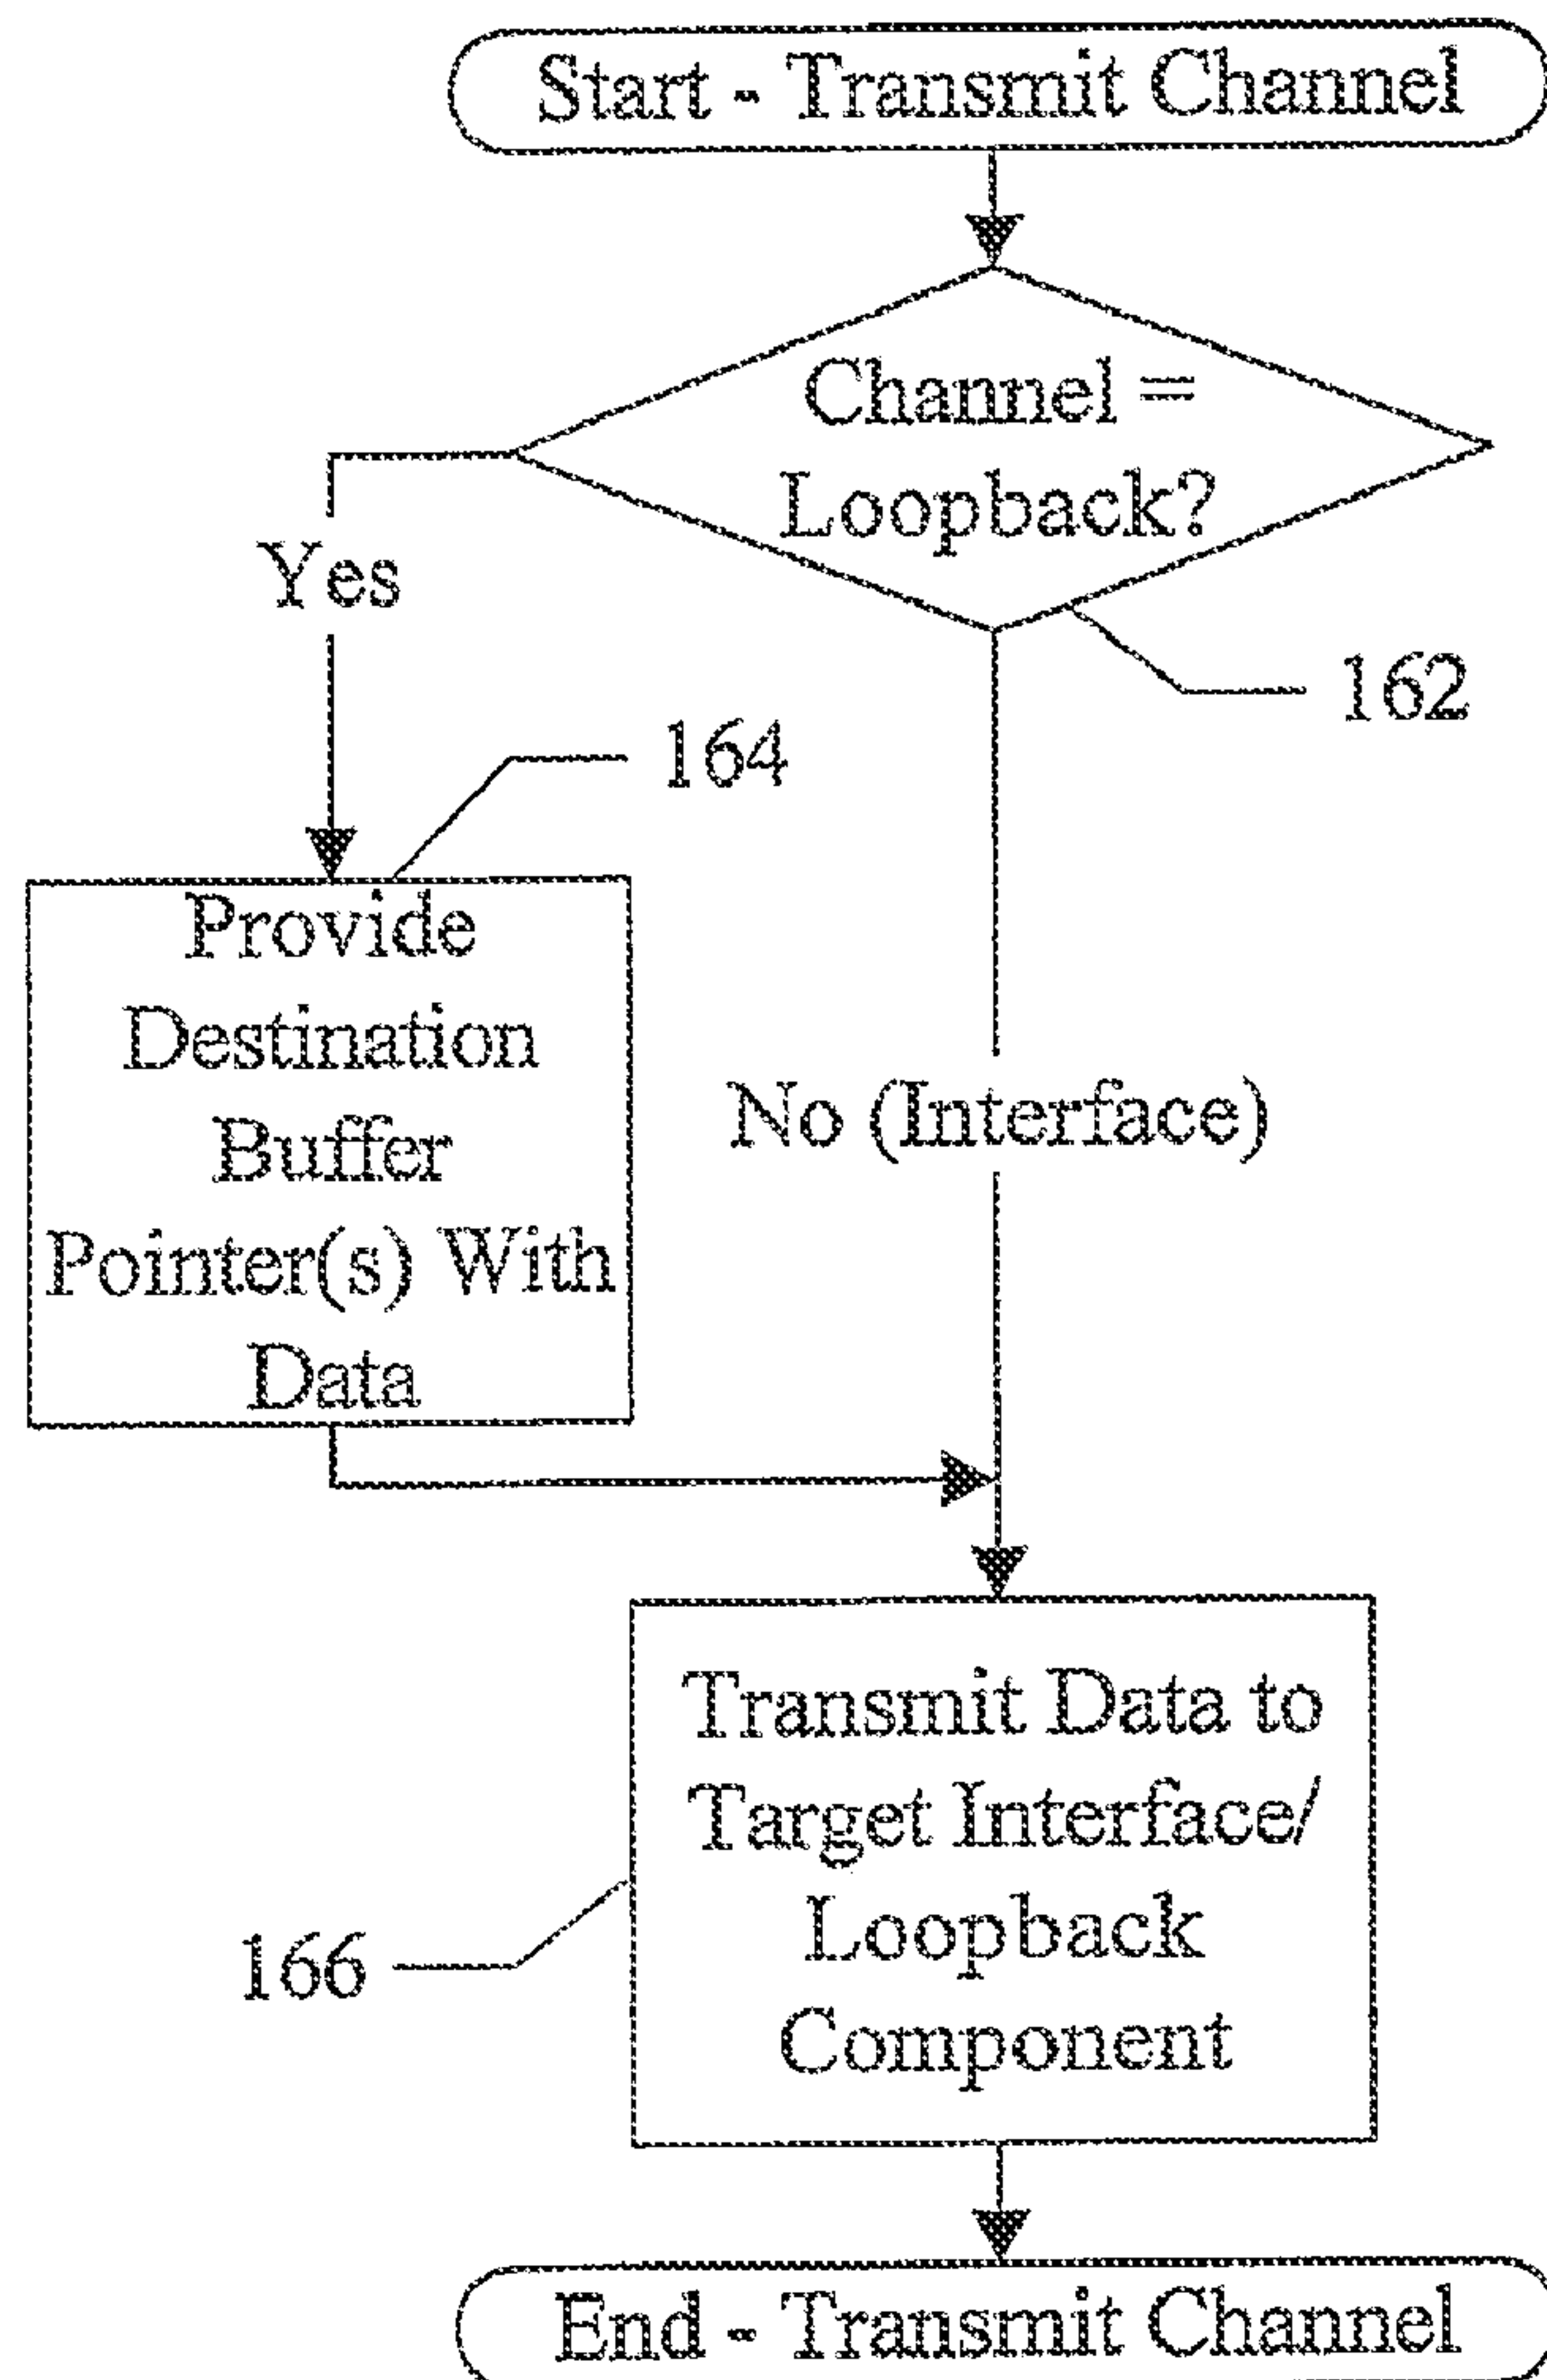 Start - Transmit Channel
Channel =
Loopback?
Yes
162
164
Provide
Destination
Buffer
Pointer(s) With
Data
No (Interface)
Transmit Data to
Target Interface/
Loopback
Component
166
End - Transmit Channel